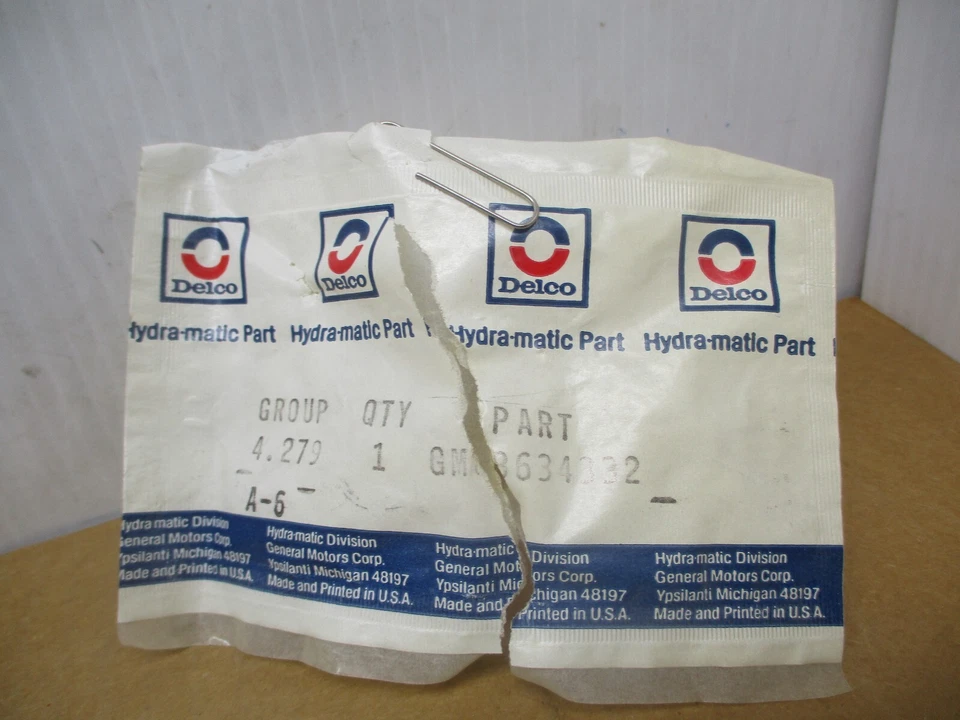 Delco Delco Delco Delco
Hydra-matic Part Hydra-matic Part Hydra-matic Part Hydra-matic Part
GROUP QTY PART
4.279 1
A-6
Hydra matic Division Hydra-matic Division Hydra-matic Division Hydra-matic Division
General Motors Corp. General Motors Corp. General Motors Corp. General Motors Corp.
Ypsilanti Michigan 48197 Ypsilanti Michigan 48197 Ypsilanti Michigan 48197 Ypsilanti Michigan 48197
Made and Printed in U.S.A. Made and Printed in U.S.A. Made and Printed in U.S.A. Made and Printed in U.S.A.